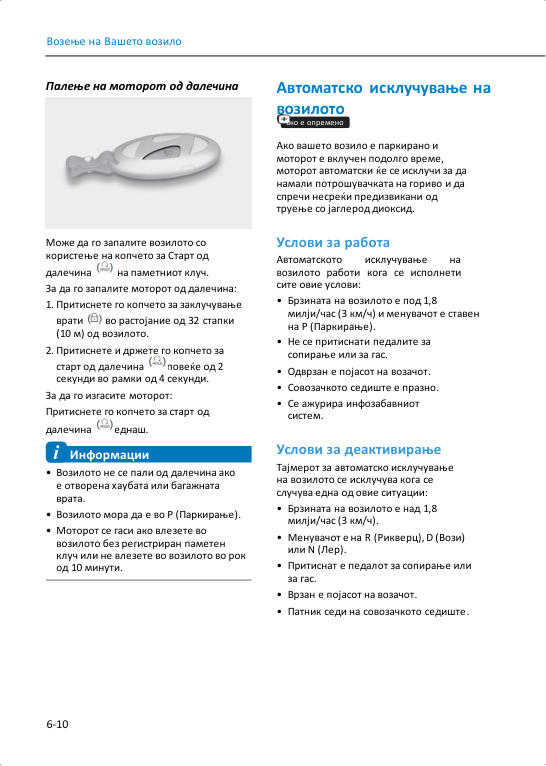 Возење на Вашето возило
Палење на моторот од далечина
Може да го запалите возилото со
користење на копчето за Старт од
далечина на паметниот клуч.
За да го запалите моторот од далечина:
1. Притиснете го копчето за заклучување
врати во растојание од 32 стапки
(10 м) од возилото.
2. Притиснете и држете го копчето за
старт од далечина повеќе од 2
секунди во рамки од 4 секунди.
За да го изгасите моторот:
Притиснете го копчето за старт од
далечина еднаш.
i Информации
• Возилото не се пали од далечина ако
е отворена хаубата или багажната
врата.
• Возилото мора да е во P (Паркирање).
• Моторот се гаси ако влезете во
возилото без регистриран паметен
клуч или не влезете во возилото во рок
од 10 минути.
Автоматско исклучување на
возилото
ако е опремено
Ако вашето возило е паркирано и
моторот е вклучен подолго време,
моторот автоматски ќе се исклучи за да
намали потрошувачката на гориво и да
спречи несреќи предизвикани од
труење со јаглерод диоксид.
Услови за работа
Автоматското исклучување на
возилото работи кога се исполнети
сите овие услови:
• Брзината на возилото е под 1,8
милји/час (3 км/ч) и менувачот е ставен
на P (Паркирање).
• Не се притиснати педалите за
сопирање или за гас.
• Одврзан е појасот на возачот.
• Совозачкото седиште е празно.
• Се ажурира инфозабавниот
систем.
Услови за деактивирање
Тајмерот за автоматско исклучување
на возилото се исклучува кога се
случува една од овие ситуации:
• Брзината на возилото е над 1,8
милји/час (3 км/ч).
• Менувачот е на R (Рикверц), D (Вози)
или N (Лер).
• Притиснат е педалот за сопирање или
за гас.
• Врзан е појасот на возачот.
• Патник седи на совозачкото седиште.
6-10